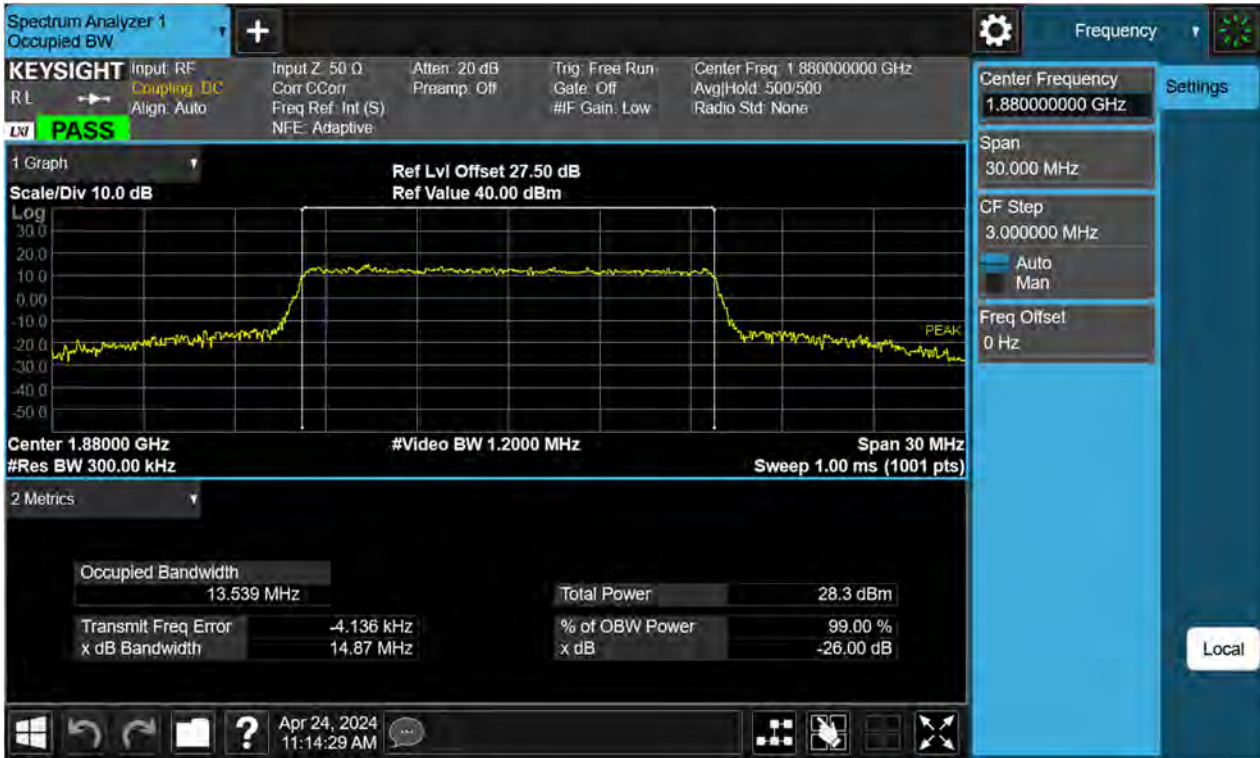 Spectrum Analyzer 1
Occupied BW
+
Frequency
KEYSIGHT
RL
LXI
PASS
Input: RF
Coupling: DC
Align: Auto
Input Z: 50 Ω
Corr CCorr
Freq Ref: Int (S)
NFE: Adaptive
Atten: 20 dB
Preamp: Off
Trig: Free Run
Gate: Off
#IF Gain: Low
Center Freq: 1.880000000 GHz
Avg|Hold: 500/500
Radio Std: None
1 Graph
Scale/Div 10.0 dB
Ref Lvl Offset 27.50 dB
Ref Value 40.00 dBm
Log
30.0
20.0
10.0
0.00
-10.0
-20.0
-30.0
-40.0
-50.0
PEAK
Center 1.88000 GHz
#Video BW 1.2000 MHz
Span 30 MHz
#Res BW 300.00 kHz
Sweep 1.00 ms (1001 pts)
2 Metrics
Occupied Bandwidth
13.539 MHz
Transmit Freq Error -4.136 kHz
x dB Bandwidth 14.87 MHz
Total Power 28.3 dBm
% of OBW Power 99.00 %
x dB -26.00 dB
?
Apr 24, 2024
11:14:29 AM
Center Frequency
1.880000000 GHz
Span
30.000 MHz
CF Step
3.000000 MHz
Auto
Man
Freq Offset
0 Hz
Settings
Local